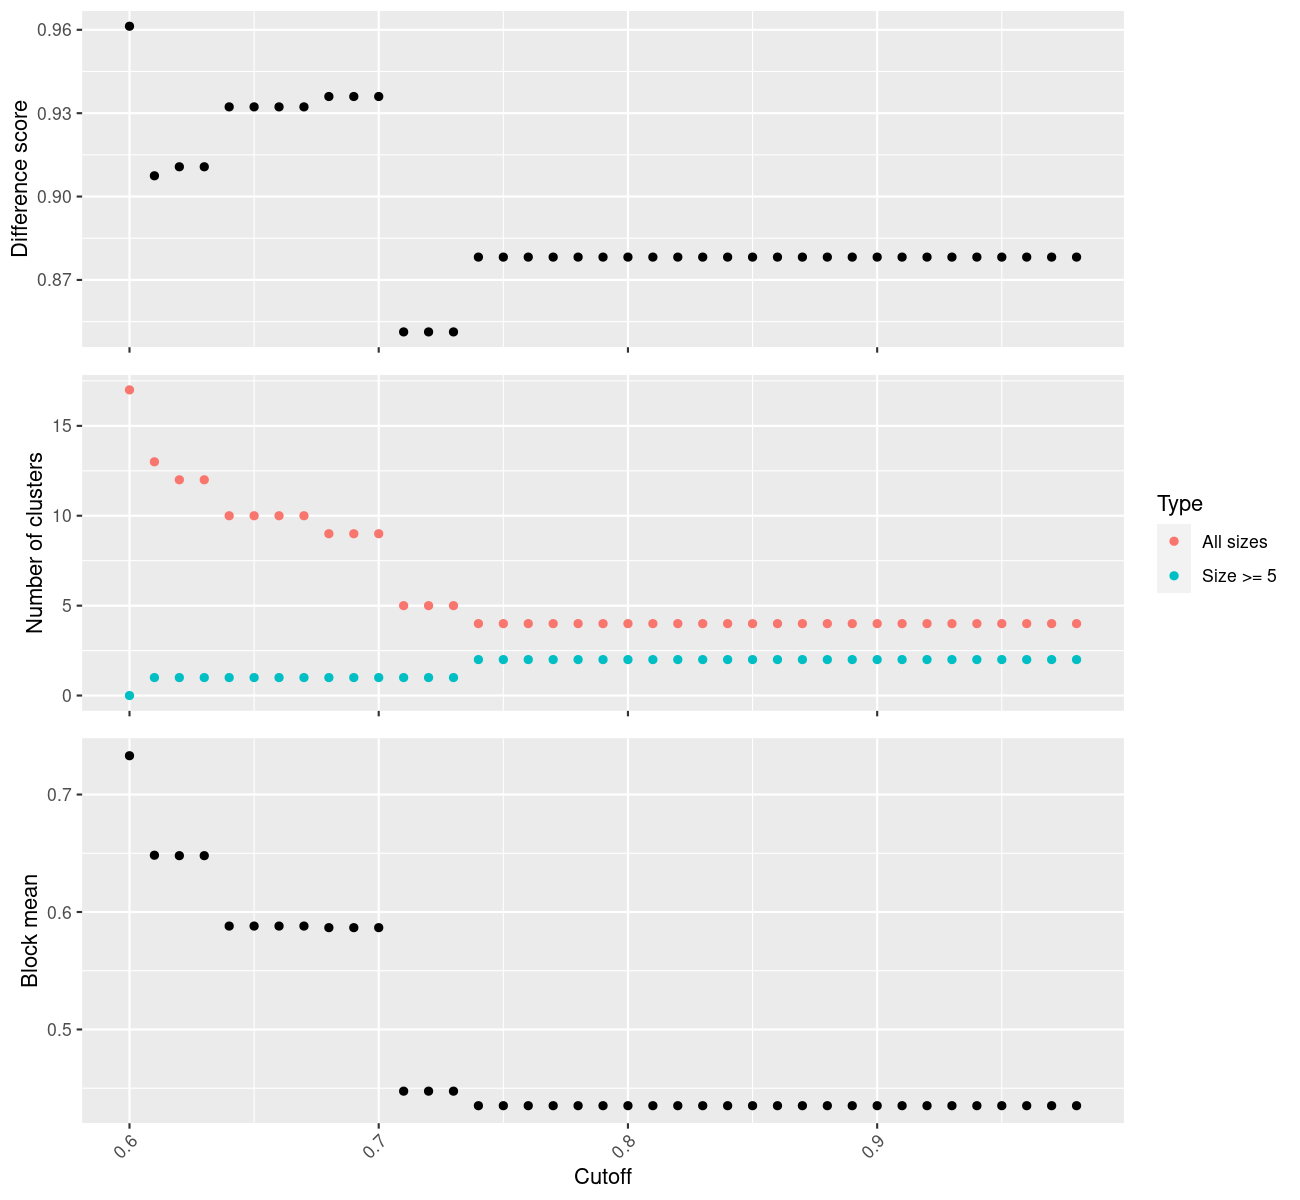 Difference score
0.96
0.93
0.90
0.87
Number of clusters
15
10
5
0
Type
All sizes
Size >= 5
Block mean
0.7
0.6
0.5
0.6
0.7
0.8
0.9
Cutoff